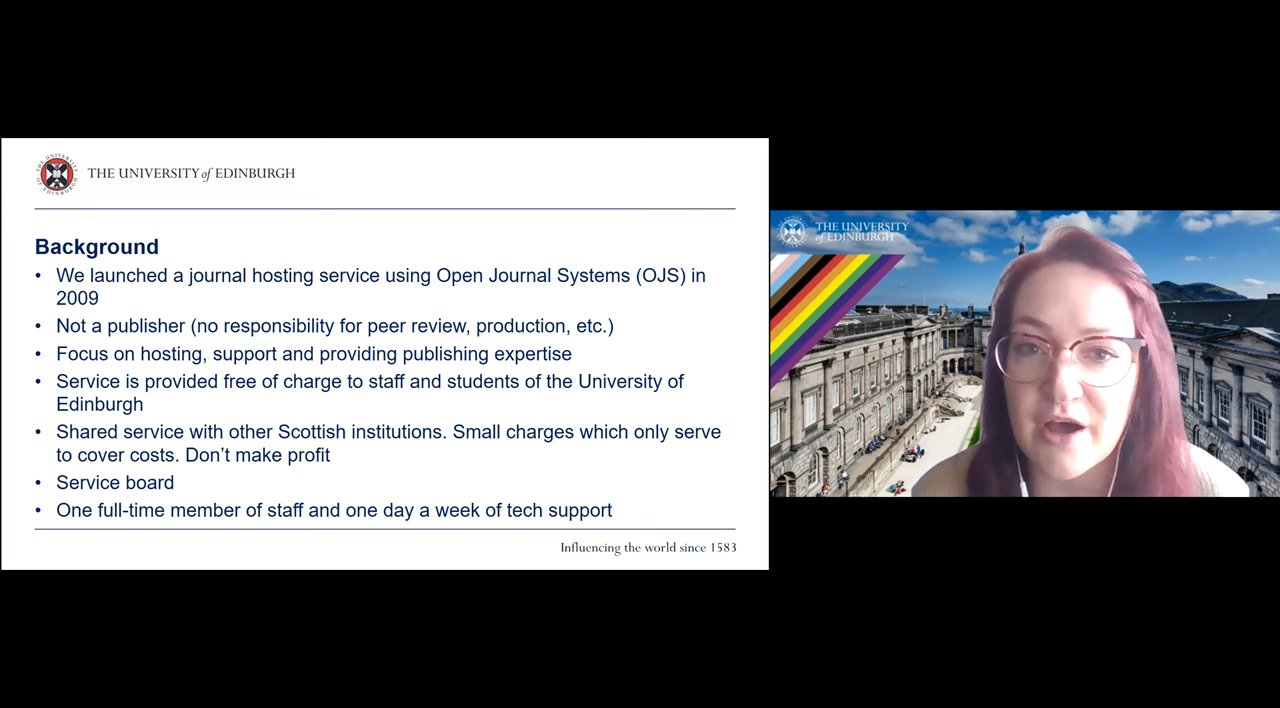 THE UNIVERSITY of EDINBURGH
Background
• We launched a journal hosting service using Open Journal Systems (OJS) in
2009
• Not a publisher (no responsibility for peer review, production, etc.)
• Focus on hosting, support and providing publishing expertise
• Service is provided free of charge to staff and students of the University of
Edinburgh
• Shared service with other Scottish institutions. Small charges which only serve
to cover costs. Don’t make profit
• Service board
• One full-time member of staff and one day a week of tech support
Influencing the world since 1583
THE UNIVERSITY
of EDINBURGH